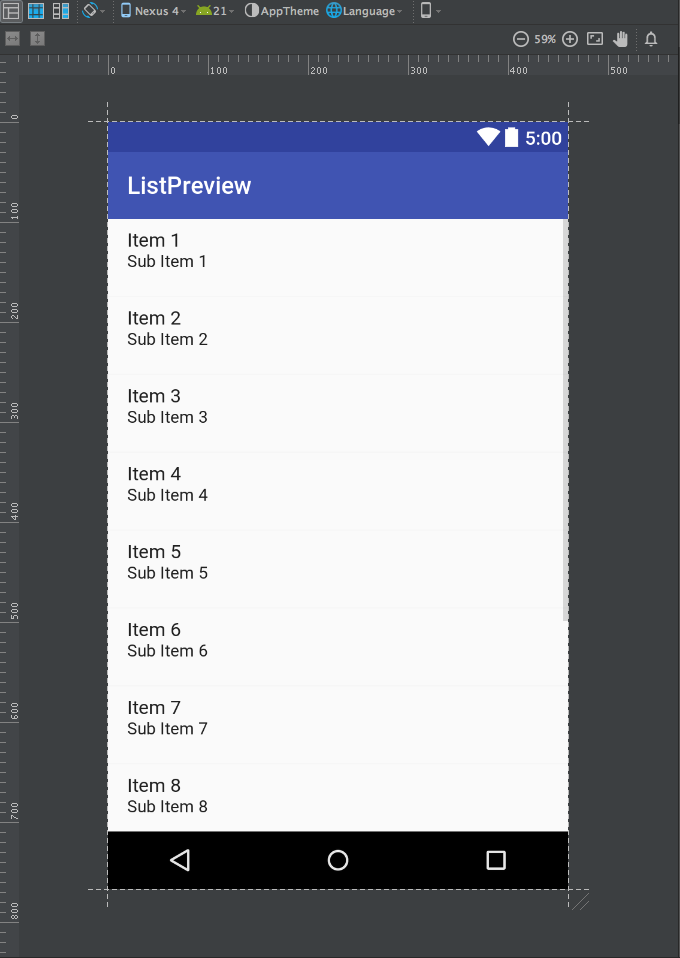 Nexus 4 21 AppTheme Language
59%
0 100 200 300 400 500
0
100
200
300
400
500
600
700
800
5:00
ListPreview
Item 1
Sub Item 1
Item 2
Sub Item 2
Item 3
Sub Item 3
Item 4
Sub Item 4
Item 5
Sub Item 5
Item 6
Sub Item 6
Item 7
Sub Item 7
Item 8
Sub Item 8